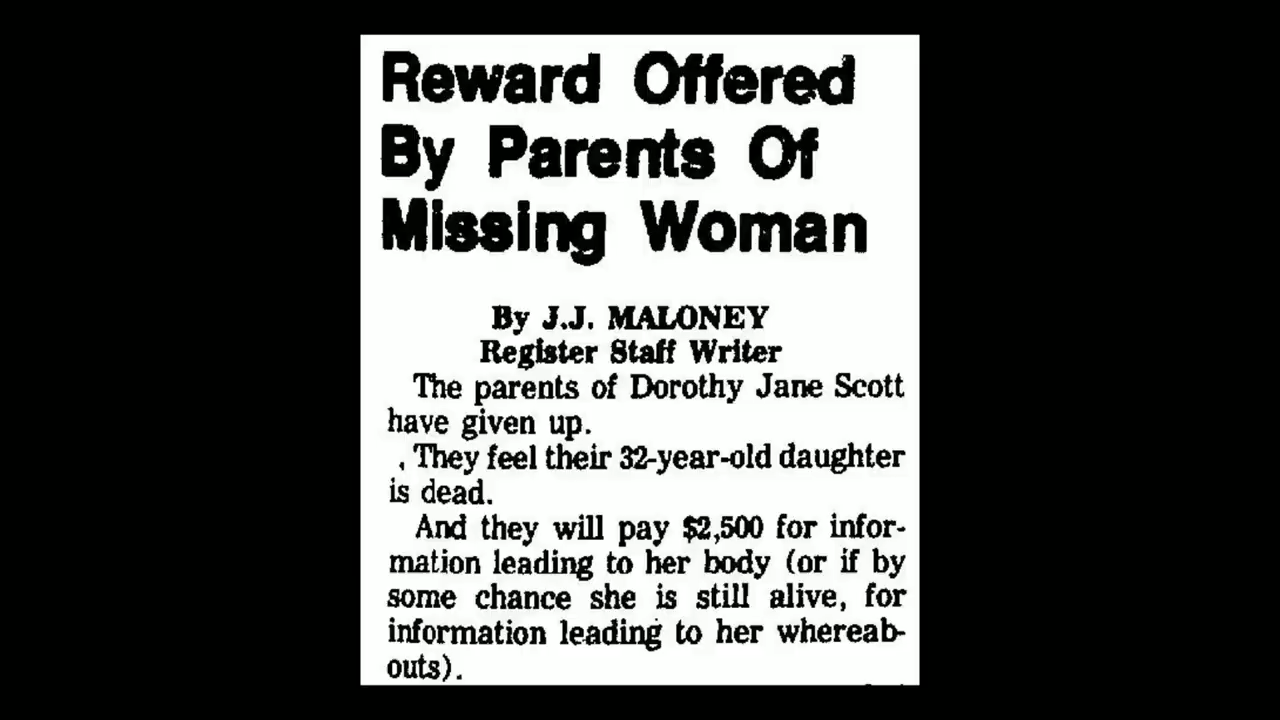 Reward Offered
By Parents Of
Missing Woman
By J.J. MALONEY
Register Staff Writer
The parents of Dorothy Jane Scott
have given up.
They feel their 32-year-old daughter
is dead.
And they will pay $2,500 for infor-
mation leading to her body (or if by
some chance she is still alive, for
information leading to her whereab-
outs).